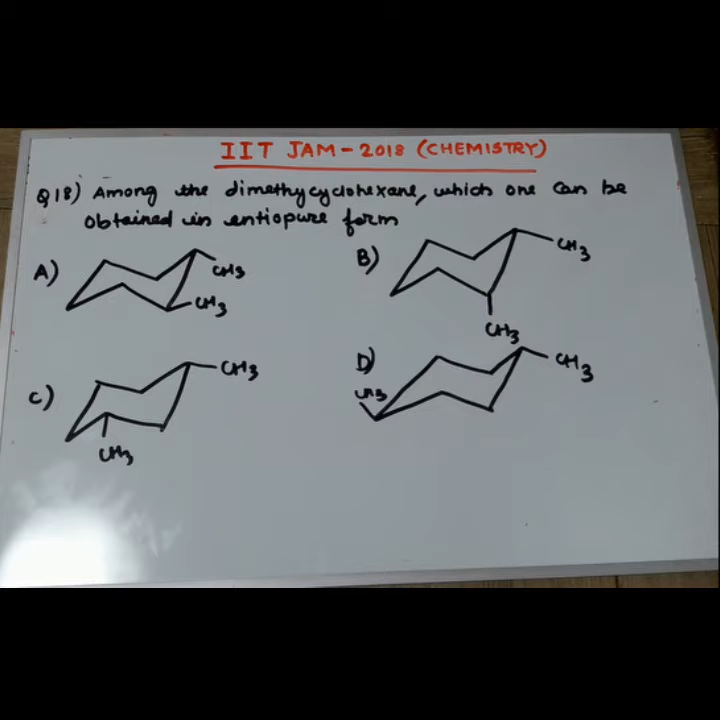 IIT JAM-2018 (CHEMISTRY)
Q18) Among the dimethycyclohexane, which one can be
obtained in entiopure form
A) CH3 CH3
B) CH3 CH3
C) CH3 CH3
D) CH3 CH3